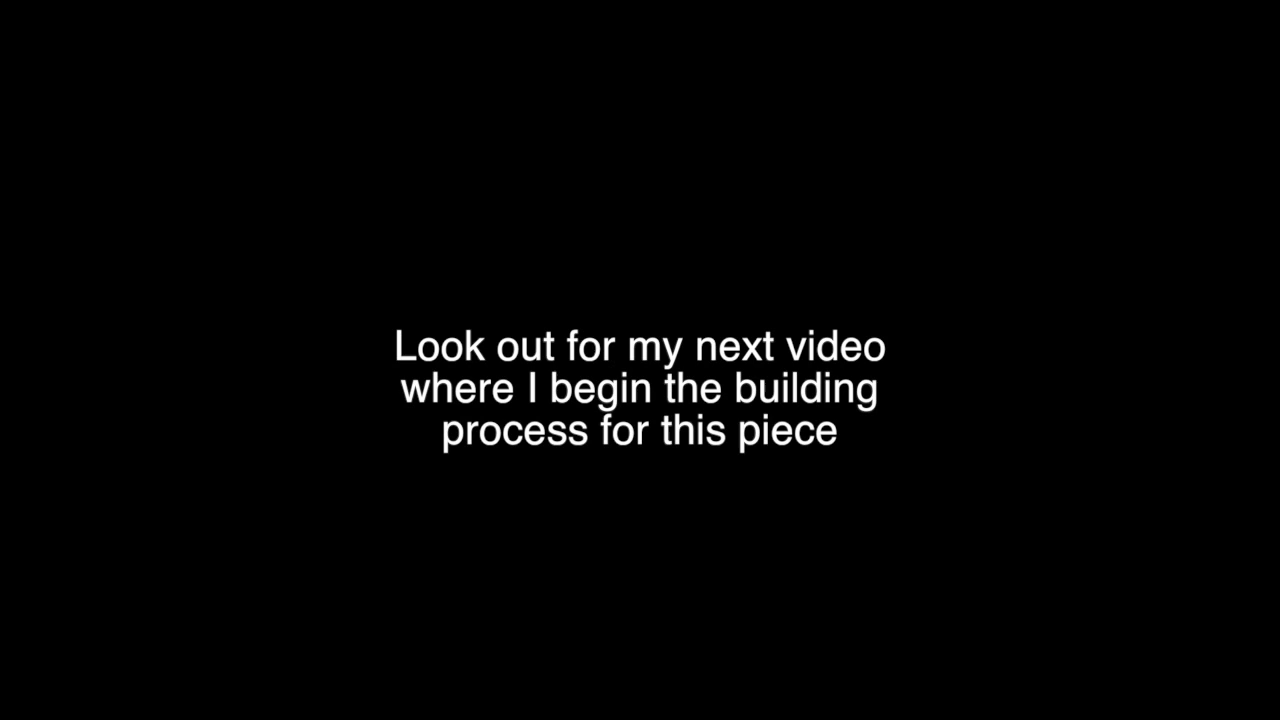 Look out for my next video
where I begin the building
process for this piece